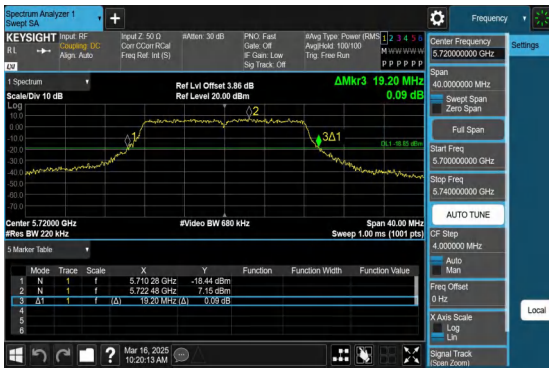 Spectrum Analyzer 1
Swept SA
+
Frequency
KEYSIGHT Input: RF Input Z: 50 Ω #Atten: 30 dB PNO: Fast #Avg Type: Power (RMS 1 2 3 4 5 6
RL Coupling: DC Corr CCorr RCal Gate: Off Avg|Hold: 100/100 M W W W W W
Align: Auto Freq Ref: Int (S) IF Gain: Low Trig: Free Run P P P P P P
Sig Track: Off
LW
1 Spectrum Ref Lvl Offset 3.86 dB ΔMkr3 19.20 MHz
Scale/Div 10 dB Ref Level 20.00 dBm 0.09 dB
Log
10.0
0.00
-10.0
-20.0
-30.0
-40.0
-50.0
-60.0
-70.0
1
2
3Δ1
DL1 -18.85 dBm
Center 5.72000 GHz #Video BW 680 kHz Span 40.00 MHz
#Res BW 220 kHz Sweep 1.00 ms (1001 pts)
5 Marker Table
Mode Trace Scale X Y Function Function Width Function Value
1 N 1 f 5.710 28 GHz -18.44 dBm
2 N 1 f 5.722 48 GHz 7.15 dBm
3 Δ1 1 f (Δ) 19.20 MHz (Δ) 0.09 dB
4
5
6
Mar 16, 2025
10:20:13 AM
Center Frequency
5.720000000 GHz
Settings
Span
40.0000000 MHz
Swept Span
Zero Span
Full Span
Start Freq
5.700000000 GHz
Stop Freq
5.740000000 GHz
AUTO TUNE
CF Step
4.000000 MHz
Auto
Man
Freq Offset
0 Hz
X Axis Scale
Log
Lin
Local
Signal Track
(Span Zoom)